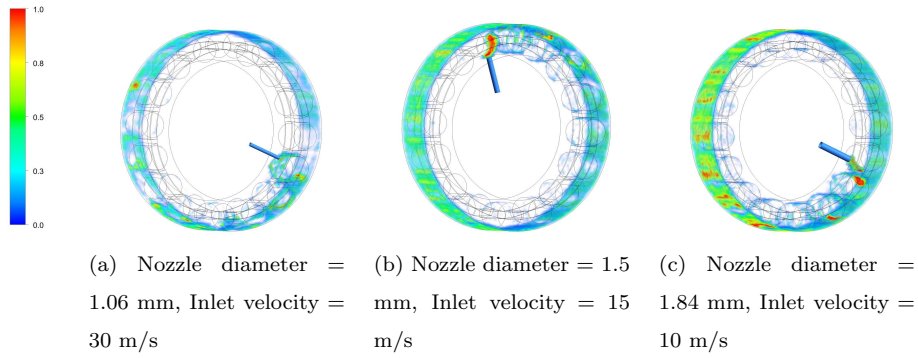 1.0
0.8
0.5
0.3
0.0
(a) Nozzle diameter =
1.06 mm, Inlet velocity =
30 m/s
(b) Nozzle diameter = 1.5
mm, Inlet velocity = 15
m/s
(c) Nozzle diameter =
1.84 mm, Inlet velocity =
10 m/s